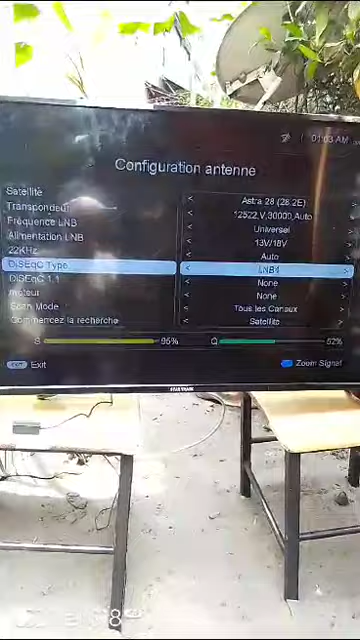 01:03 AM
Configuration antenne
Satellite < Astra 28 (28.2E) >
Transpondeur < 12522,V,30000,Auto >
Fréquence LNB < Universel >
Alimentation LNB < 13V/18V >
22KHz < Auto >
DiSEqC Type < LNB1 >
DiSEqC 1.1 < None >
moteur < None >
Scan Mode < Tous les Canaux >
Commencez la recherche < Satellite >
S 95% Q 52%
Exit Zoom Signal